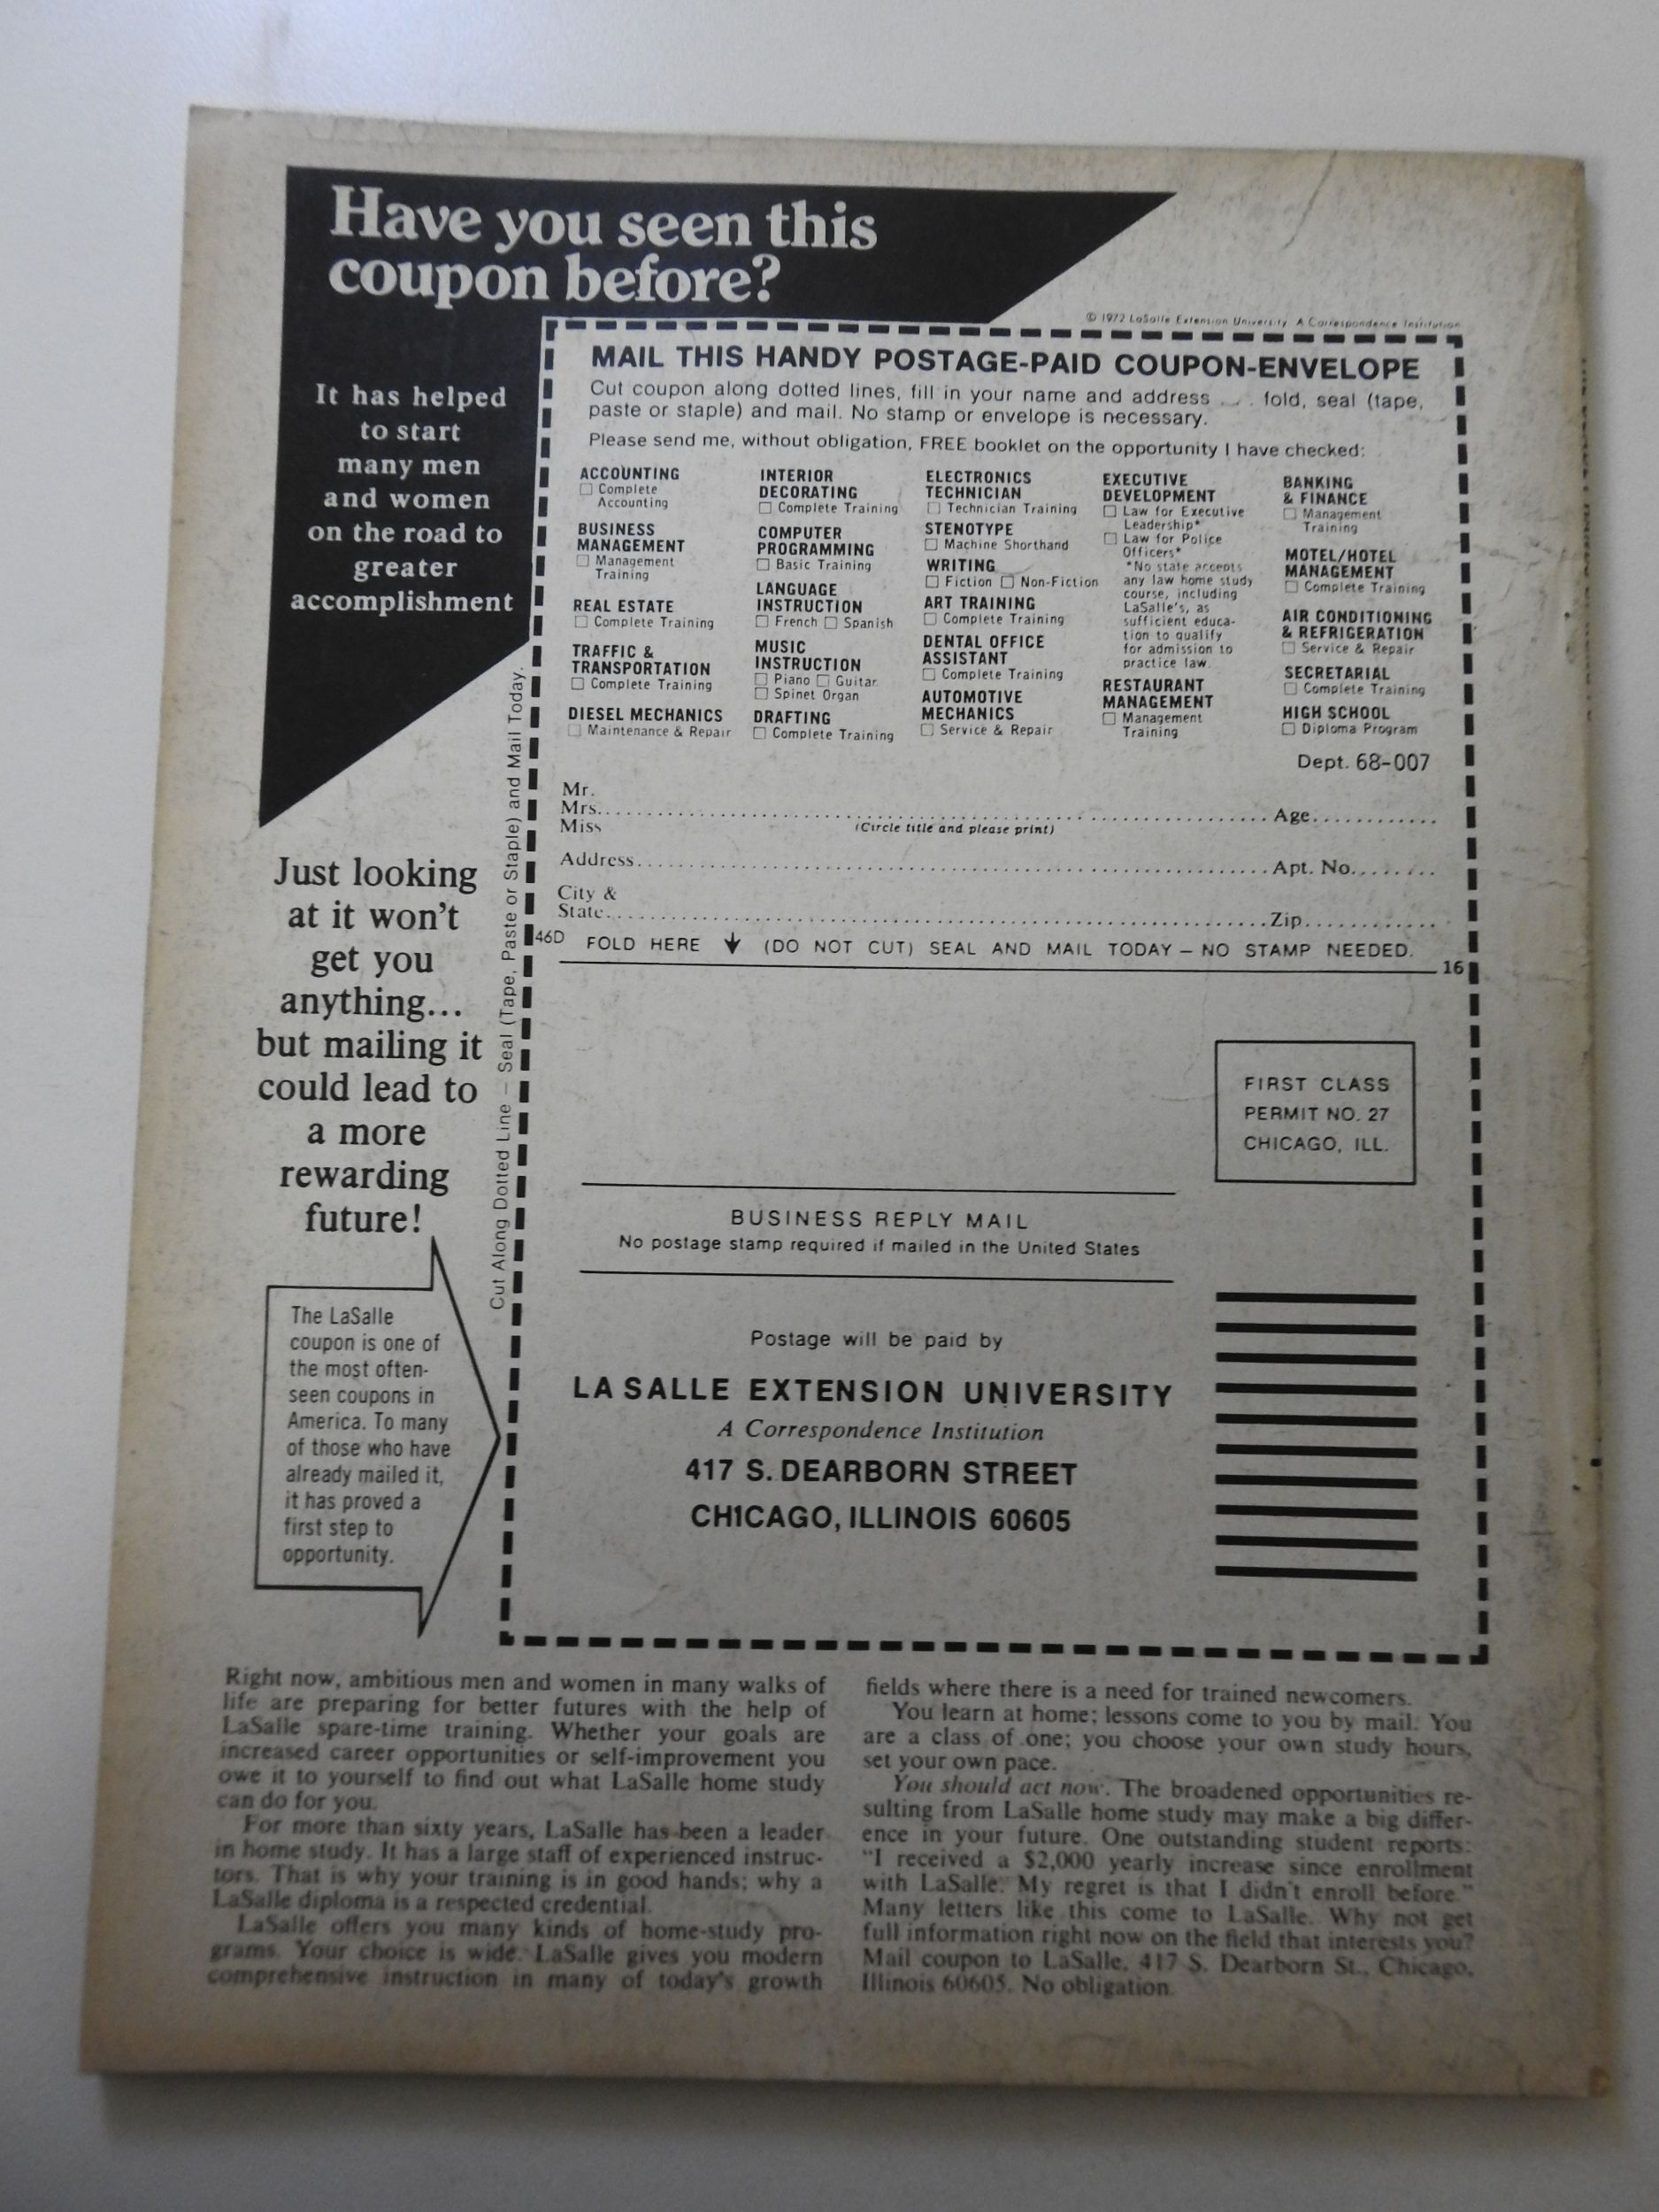 Have you seen this
coupon before?
It has helped
to start
many men
and women
on the road to
greater
accomplishment
Just looking
at it won't
get you
anything...
but mailing it
could lead to
a more
rewarding
future!
The LaSalle
coupon is one of
the most often-
seen coupons in
America. To many
of those who have
already mailed it,
it has proved a
first step to
opportunity.
Cut Along Dotted Line — Seal (Tape, Paste or Staple) and Mail Today.
© 1972 LaSalle Extension University A Correspondence Institution
MAIL THIS HANDY POSTAGE-PAID COUPON-ENVELOPE
Cut coupon along dotted lines, fill in your name and address ... fold, seal (tape,
paste or staple) and mail. No stamp or envelope is necessary.
Please send me, without obligation, FREE booklet on the opportunity I have checked:
ACCOUNTING
☐ Complete
Accounting
BUSINESS
MANAGEMENT
☐ Management
Training
REAL ESTATE
☐ Complete Training
TRAFFIC &
TRANSPORTATION
☐ Complete Training
DIESEL MECHANICS
☐ Maintenance & Repair
INTERIOR
DECORATING
☐ Complete Training
COMPUTER
PROGRAMMING
☐ Basic Training
LANGUAGE
INSTRUCTION
☐ French ☐ Spanish
MUSIC
INSTRUCTION
☐ Piano ☐ Guitar
☐ Spinet Organ
DRAFTING
☐ Complete Training
ELECTRONICS
TECHNICIAN
☐ Technician Training
STENOTYPE
☐ Machine Shorthand
WRITING
☐ Fiction ☐ Non-Fiction
ART TRAINING
☐ Complete Training
DENTAL OFFICE
ASSISTANT
☐ Complete Training
AUTOMOTIVE
MECHANICS
☐ Service & Repair
EXECUTIVE
DEVELOPMENT
☐ Law for Executive
Leadership*
☐ Law for Police
Officers*
*No state accepts
any law home study
course, including
LaSalle's, as
sufficient educa-
tion to qualify
for admission to
practice law.
RESTAURANT
MANAGEMENT
☐ Management
Training
BANKING
& FINANCE
☐ Management
Training
MOTEL/HOTEL
MANAGEMENT
☐ Complete Training
AIR CONDITIONING
& REFRIGERATION
☐ Service & Repair
SECRETARIAL
☐ Complete Training
HIGH SCHOOL
☐ Diploma Program
Dept. 68-007
Mr.
Mrs. Age
Miss (Circle title and please print)
Address Apt. No.
City &
State Zip
46D FOLD HERE ↓ (DO NOT CUT) SEAL AND MAIL TODAY – NO STAMP NEEDED.
16
FIRST CLASS
PERMIT NO. 27
CHICAGO, ILL.
BUSINESS REPLY MAIL
No postage stamp required if mailed in the United States
Postage will be paid by
LA SALLE EXTENSION UNIVERSITY
A Correspondence Institution
417 S. DEARBORN STREET
CHICAGO, ILLINOIS 60605
Right now, ambitious men and women in many walks of
life are preparing for better futures with the help of
LaSalle spare-time training. Whether your goals are
increased career opportunities or self-improvement you
owe it to yourself to find out what LaSalle home study
can do for you.
For more than sixty years, LaSalle has been a leader
in home study. It has a large staff of experienced instruc-
tors. That is why your training is in good hands; why a
LaSalle diploma is a respected credential.
LaSalle offers you many kinds of home-study pro-
grams. Your choice is wide. LaSalle gives you modern
comprehensive instruction in many of today's growth
fields where there is a need for trained newcomers.
You learn at home; lessons come to you by mail. You
are a class of one; you choose your own study hours,
set your own pace.
You should act now. The broadened opportunities re-
sulting from LaSalle home study may make a big differ-
ence in your future. One outstanding student reports:
"I received a $2,000 yearly increase since enrollment
with LaSalle. My regret is that I didn't enroll before."
Many letters like this come to LaSalle. Why not get
full information right now on the field that interests you?
Mail coupon to LaSalle, 417 S. Dearborn St., Chicago,
Illinois 60605. No obligation.